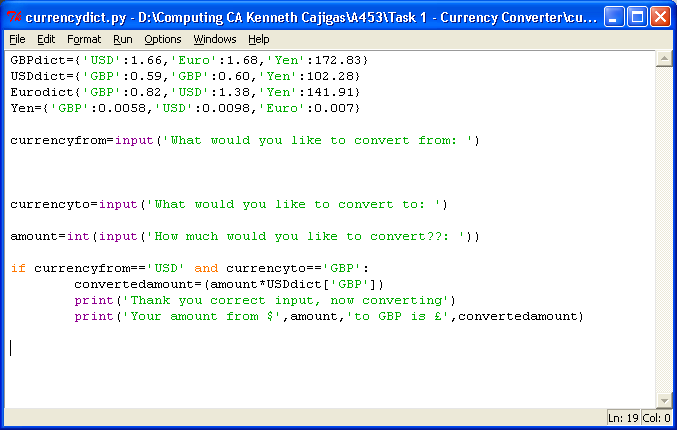 currencydict.py - D:\Computing CA Kenneth Cajigas\A453\Task 1 - Currency Converter\cu...
File Edit Format Run Options Windows Help
GBPdict={'USD':1.66,'Euro':1.68,'Yen':172.83}
USDdict={'GBP':0.59,'GBP':0.60,'Yen':102.28}
Eurodict={'GBP':0.82,'USD':1.38,'Yen':141.91}
Yen={'GBP':0.0058,'USD':0.0098,'Euro':0.007}
currencyfrom=input('What would you like to convert from: ')
currencyto=input('What would you like to convert to: ')
amount=int(input('How much would you like to convert??: '))
if currencyfrom=='USD' and currencyto=='GBP':
        convertedamount=(amount*USDdict['GBP'])
        print('Thank you correct input, now converting')
        print('Your amount from $',amount,'to GBP is £',convertedamount)
Ln: 19 Col: 0